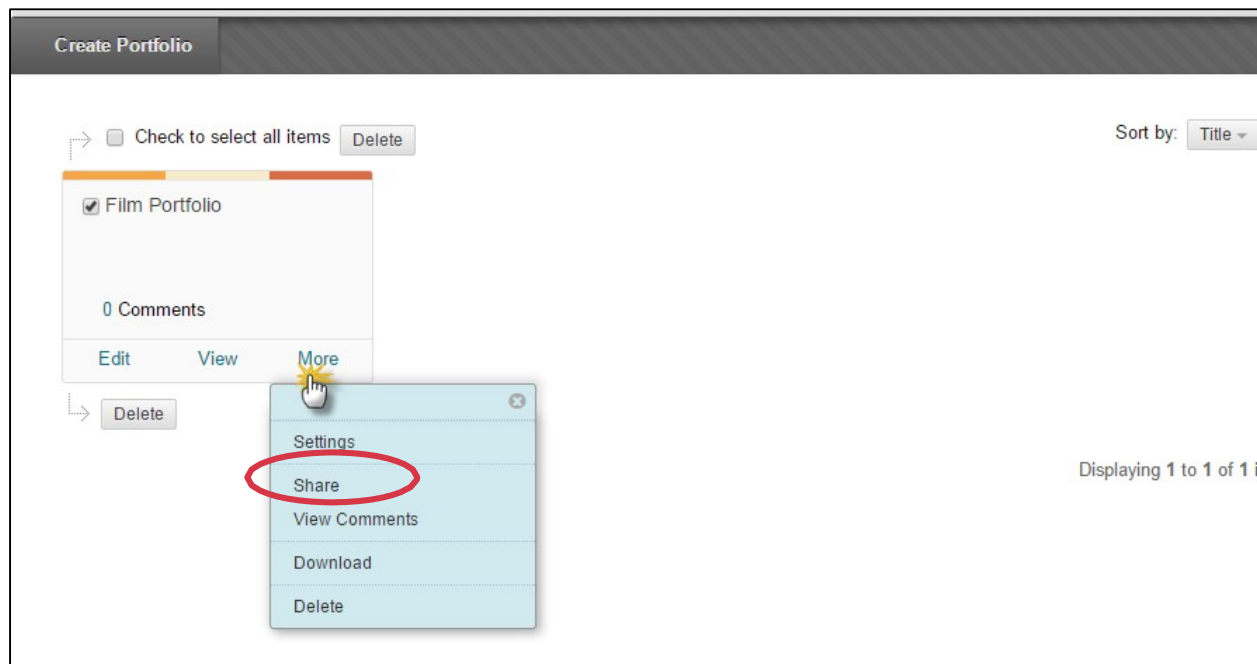 Create Portfolio
Check to select all items Delete
Sort by: Title
Film Portfolio
0 Comments
Edit View More
Delete
Settings
Share
View Comments
Download
Delete
Displaying 1 to 1 of 1 i